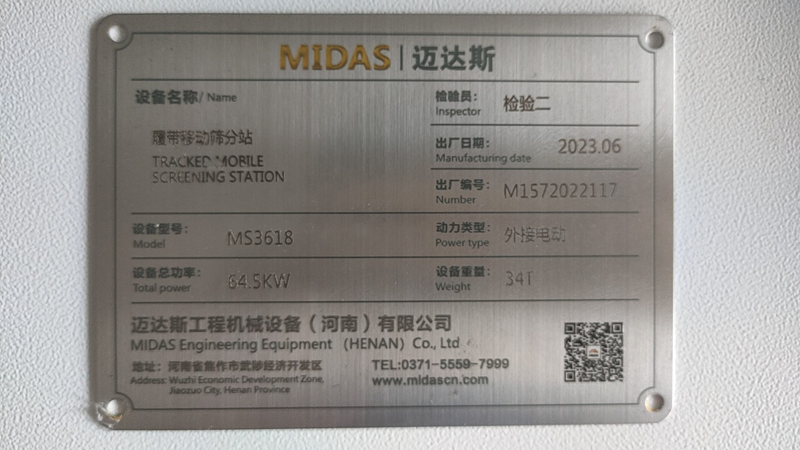 MIDAS | 迈达斯
设备名称/ Name
履带移动筛分站
TRACKED MOBILE
SCREENING STATION
检验员: 检验二
Inspector
出厂日期: 2023.06
Manufacturing date
出厂编号: M1572022117
Number
设备型号: MS3618
Model
动力类型: 外接电动
Power type
设备总功率: 64.5KW
Total power
设备重量: 34T
Weight
迈达斯工程机械设备（河南）有限公司
MIDAS Engineering Equipment （HENAN）Co., Ltd
地址: 河南省焦作市武陟经济开发区
Address: Wuzhi Economic Development Zone,
Jiaozuo City, Henan Province
TEL:0371-5559-7999
www.midascn.com